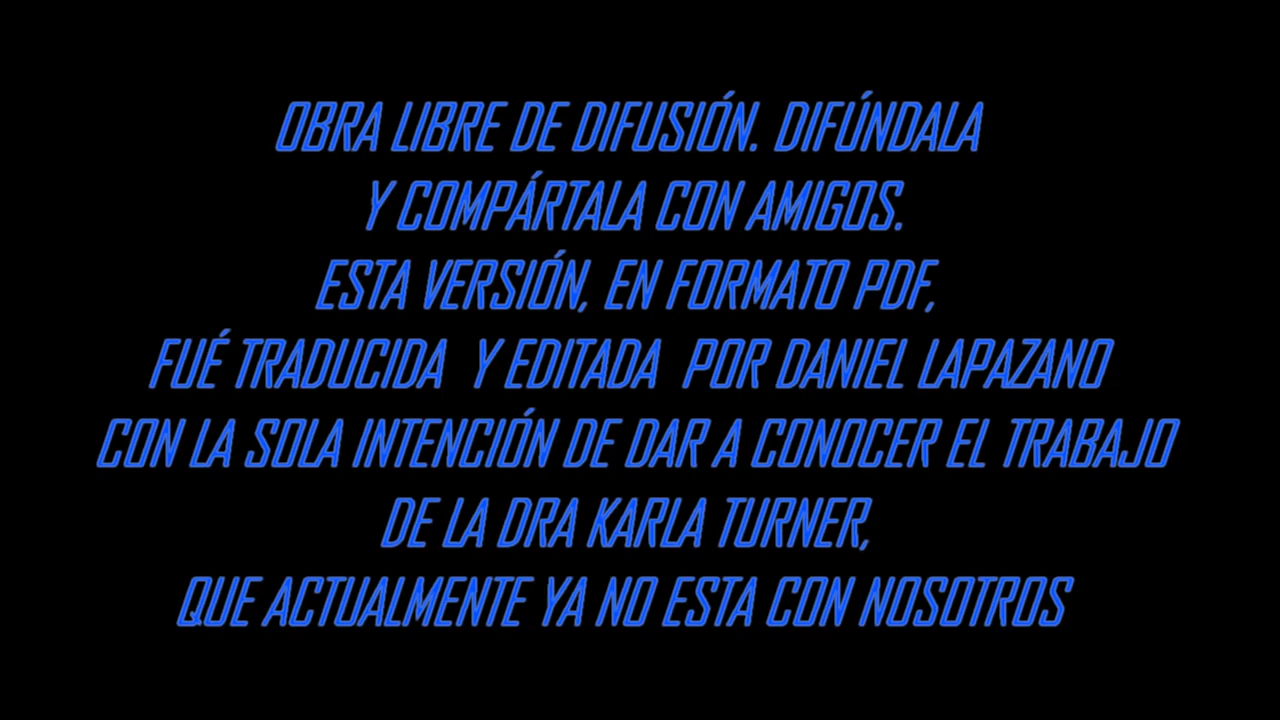 OBRA LIBRE DE DIFUSIÓN. DIFÚNDALA
Y COMPÁRTALA CON AMIGOS.
ESTA VERSIÓN, EN FORMATO PDF,
FUÉ TRADUCIDA Y EDITADA POR DANIEL LAPAZANO
CON LA SOLA INTENCIÓN DE DAR A CONOCER EL TRABAJO
DE LA DRA KARLA TURNER,
QUE ACTUALMENTE YA NO ESTA CON NOSOTROS